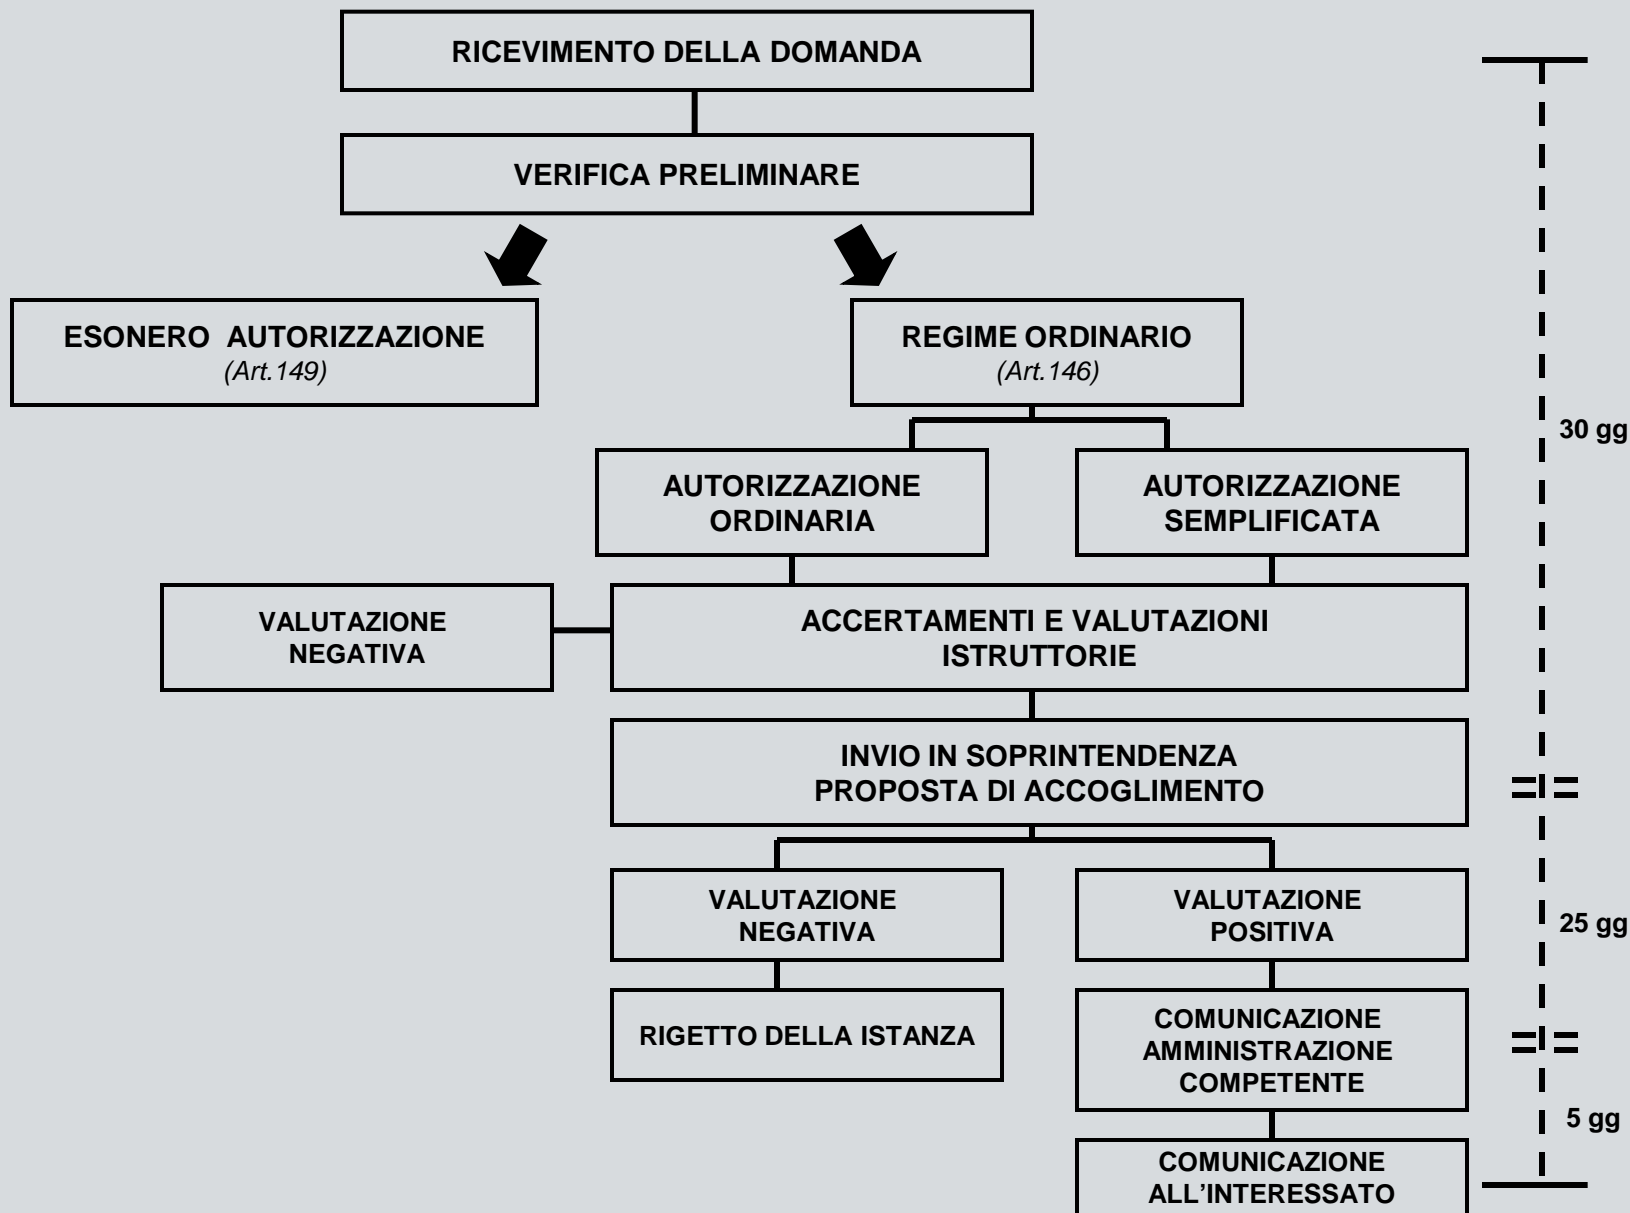 RICEVIMENTO DELLA DOMANDA
VERIFICA PRELIMINARE
ESONERO AUTORIZZAZIONE
(Art.149)
REGIME ORDINARIO
(Art.146)
30 gg
AUTORIZZAZIONE
ORDINARIA
AUTORIZZAZIONE
SEMPLIFICATA
VALUTAZIONE
NEGATIVA
ACCERTAMENTI E VALUTAZIONI
ISTRUTTORIE
INVIO IN SOPRINTENDENZA
PROPOSTA DI ACCOGLIMENTO
VALUTAZIONE
NEGATIVA
VALUTAZIONE
POSITIVA
25 gg
RIGETTO DELLA ISTANZA
COMUNICAZIONE
AMMINISTRAZIONE
COMPETENTE
5 gg
COMUNICAZIONE
ALL’INTERESSATO